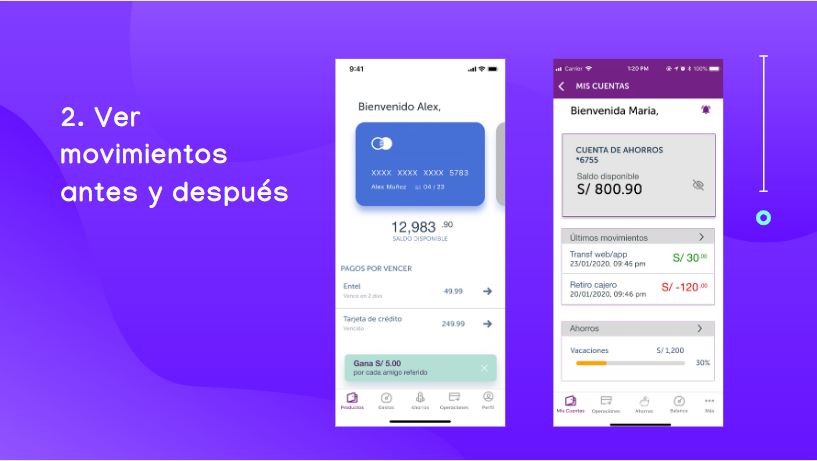 2. Ver
movimientos
antes y después
9:41
Bienvenido Alex,
XXXX XXXX XXXX 5783
Alex Muñoz 04 / 23
12,983 .90
SALDO DISPONIBLE
PAGOS POR VENCER
Entel
Vence en 2 días
49.99
Tarjeta de crédito
Vencido
249.99
Gana S/ 5.00
por cada amigo referido
Productos Gastos Ahorros Operaciones Perfil
Carrier 1:20 PM 100%
MIS CUENTAS
Bienvenida Maria,
CUENTA DE AHORROS
*6755
Saldo disponible
S/ 800.90
Últimos movimientos
Transf web/app
23/01/2020, 09:46 pm
S/ 30.00
Retiro cajero
20/01/2020, 09:46 pm
S/ -120.00
Ahorros
Vacaciones S/ 1,200
30%
Mis Cuentas Operaciones Ahorros Balance Más